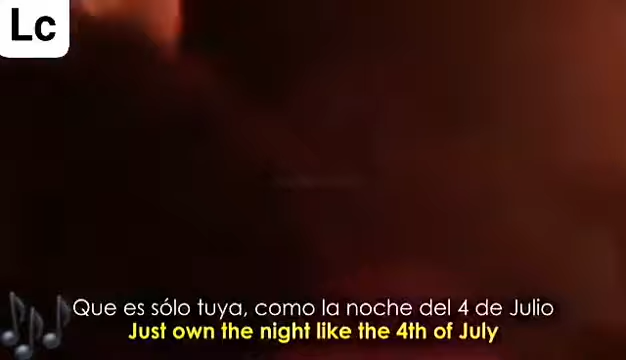 Lc
Que es sólo tuya, como la noche del 4 de Julio
Just own the night like the 4th of July